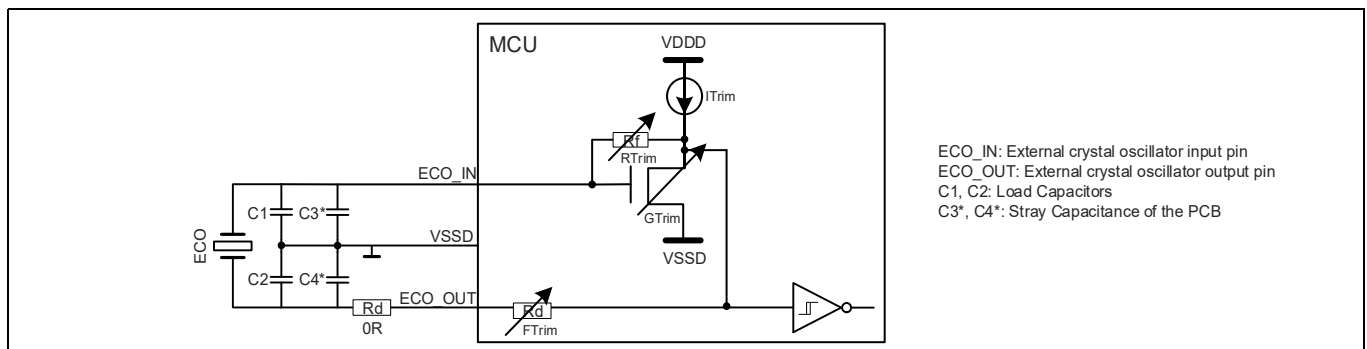 MCU
VDDD
ITrim
Rf
RTrim
ECO_IN
GTrim
C1
C3*
VSSD
VSSD
ECO
C2
C4*
ECO_OUT
Rd
0R
Rd
FTrim
ECO_IN: External crystal oscillator input pin
ECO_OUT: External crystal oscillator output pin
C1, C2: Load Capacitors
C3*, C4*: Stray Capacitance of the PCB